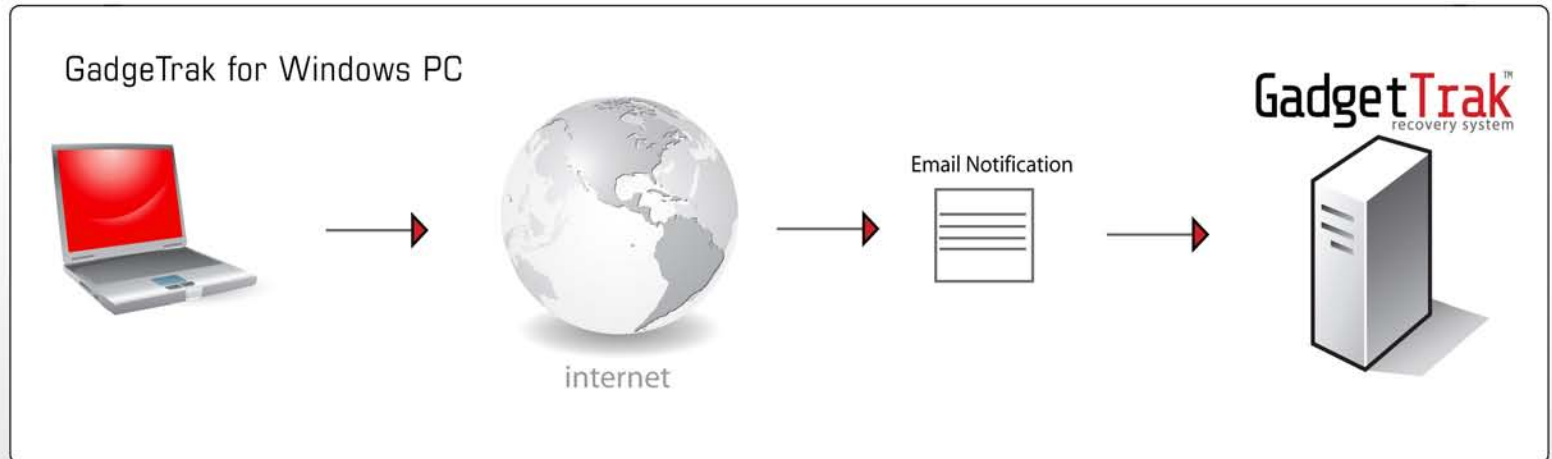 GadgeTrak for Windows PC
GadgetTrak™
recovery system
Email Notification
internet